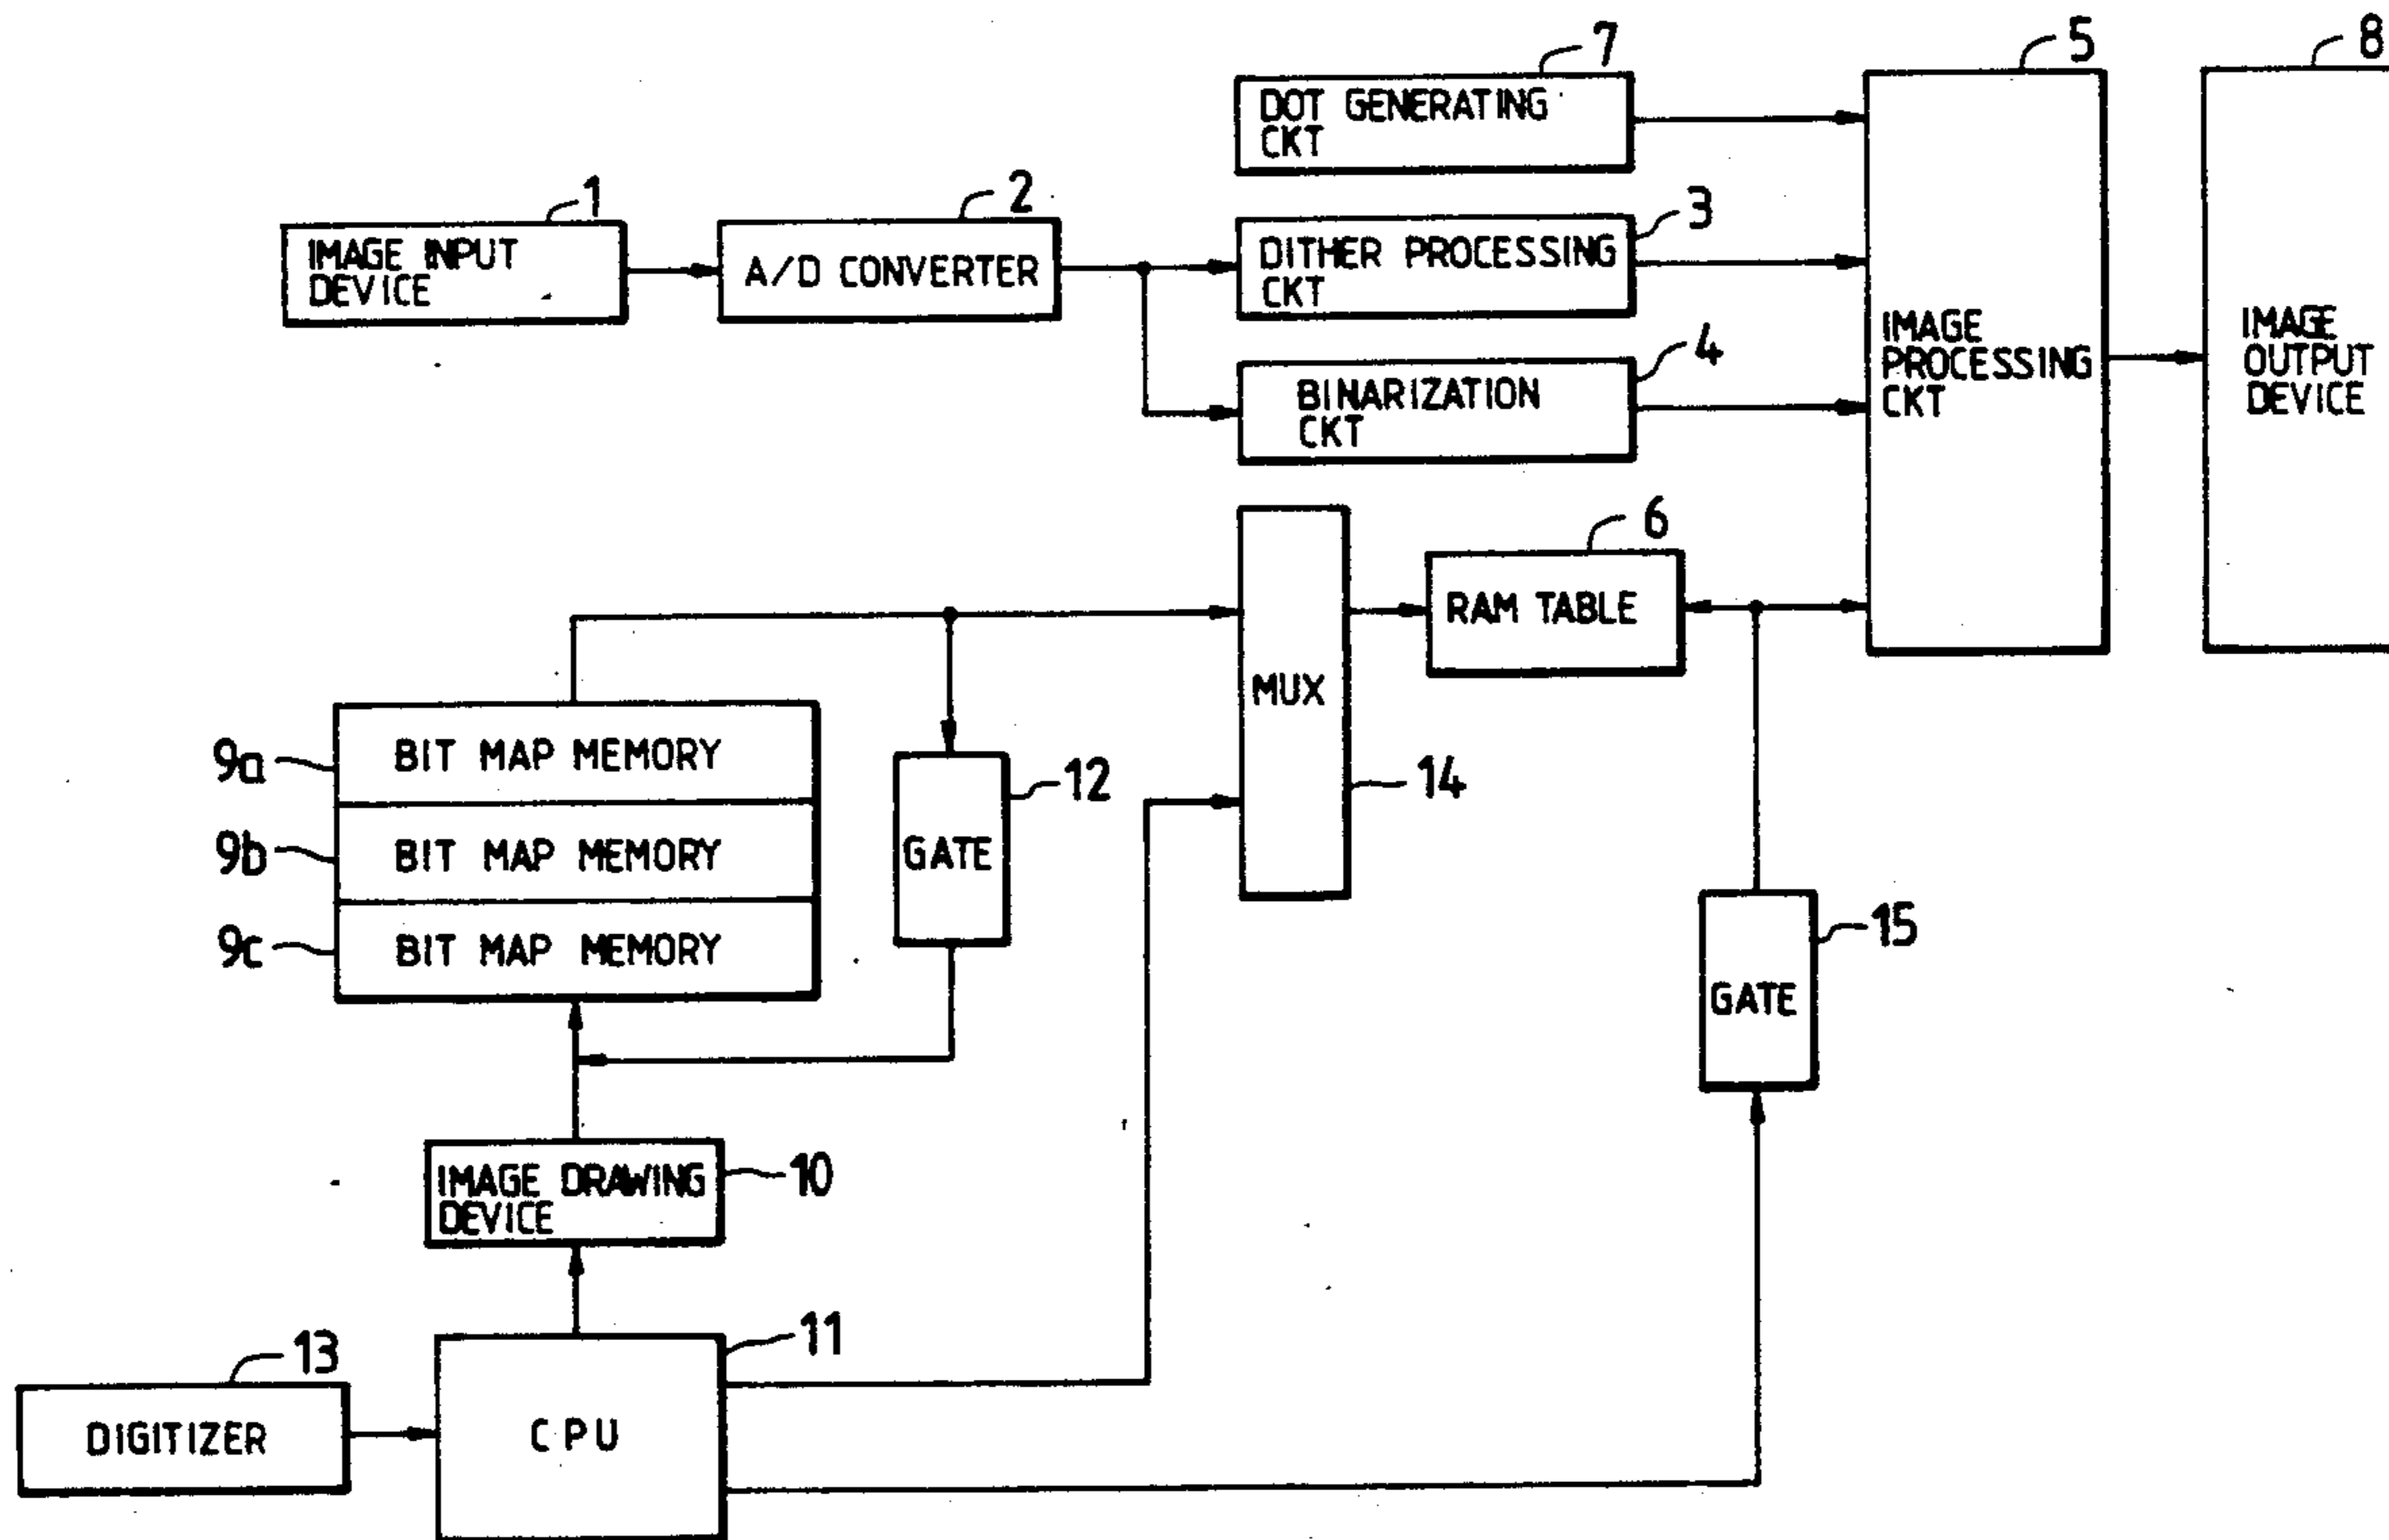 7
5
8
DOT GENERATING
CKT
1
2
3
IMAGE INPUT
DEVICE
A/D CONVERTER
DITHER PROCESSING
CKT
4
BINARIZATION
CKT
IMAGE
PROCESSING
CKT
IMAGE
OUTPUT
DEVICE
6
RAM TABLE
MUX
14
9a
BIT MAP MEMORY
9b
BIT MAP MEMORY
9c
BIT MAP MEMORY
12
GATE
15
GATE
IMAGE DRAWING
DEVICE
10
11
13
DIGITIZER
CPU